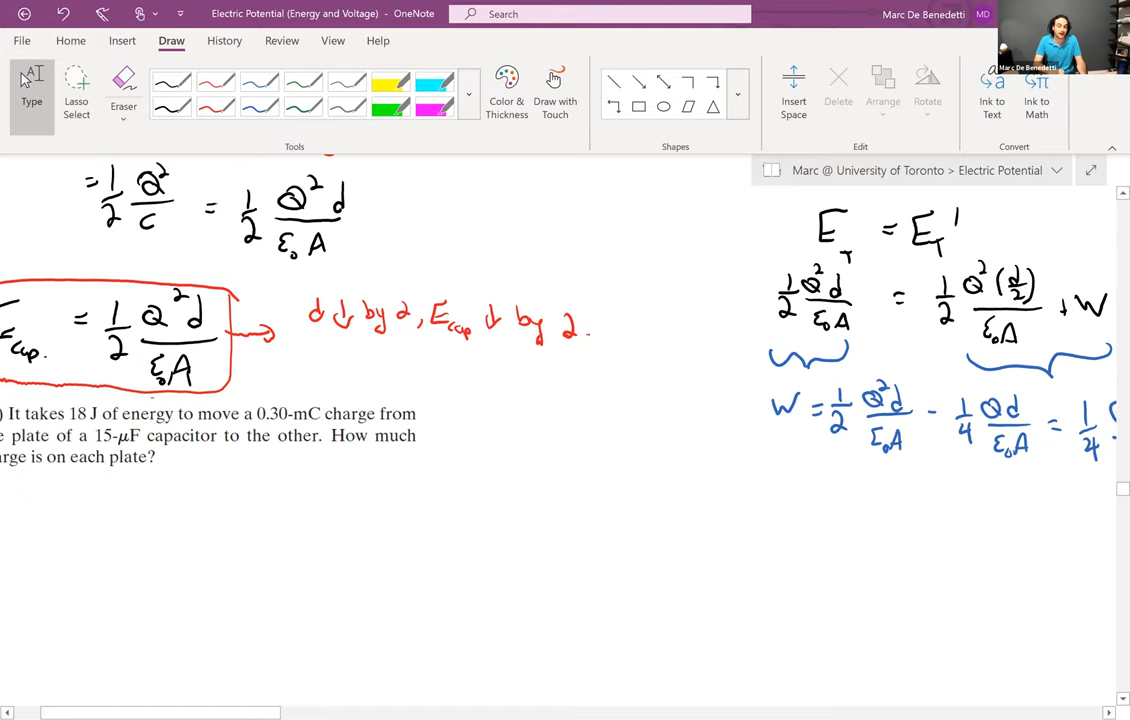 Electric Potential (Energy and Voltage) - OneNote
Search
Marc De Benedetti
MD
File Home Insert Draw History Review View Help
Marc De Benedetti
Type
Lasso Select
Eraser
Color & Thickness
Draw with Touch
Insert Space
Delete
Arrange
Rotate
Ink to Text
Ink to Math
Tools
Shapes
Edit
Convert
Marc @ University of Toronto > Electric Potential
= 1/2 Q²/C = 1/2 Q²d/ε₀A
Ecap. = 1/2 Q²d/ε₀A → d ↓ by 2, Ecap ↓ by 2.
) It takes 18 J of energy to move a 0.30-mC charge from
e plate of a 15-μF capacitor to the other. How much
arge is on each plate?
E_T = E_T'
1/2 Q²d/ε₀A = 1/2 Q²(d/2)/ε₀A + W
W = 1/2 Q²d/ε₀A - 1/4 Qd/ε₀A = 1/4